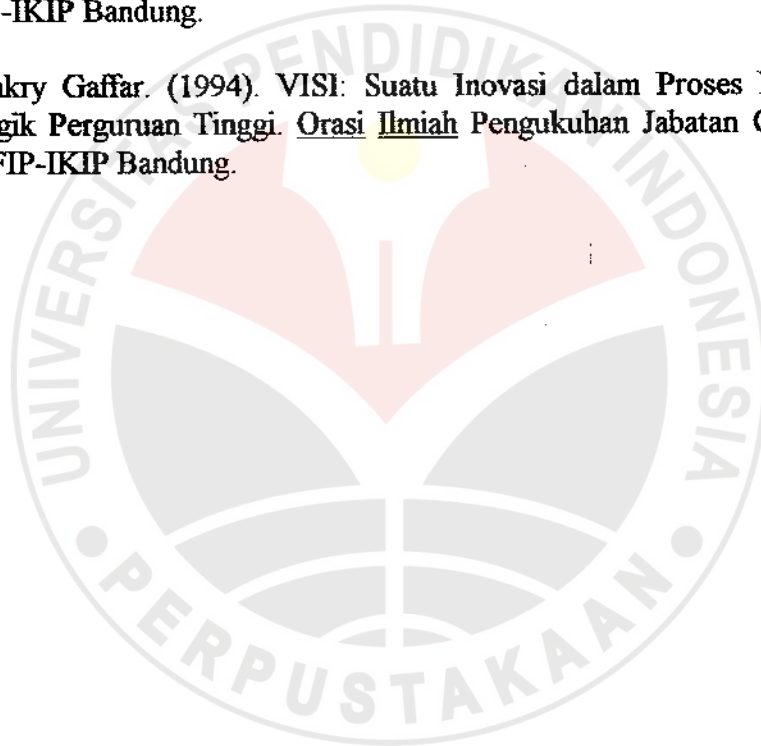 -IKIP Bandung.
akry Gaffar. (1994). VISI: Suatu Inovasi dalam Proses
gik Perguruan Tinggi. Orasi Ilmiah Pengukuhan Jabatan
FIP-IKIP Bandung.
UNIVERSITAS PENDIDIKAN INDONESIA
PERPUSTAKAAN